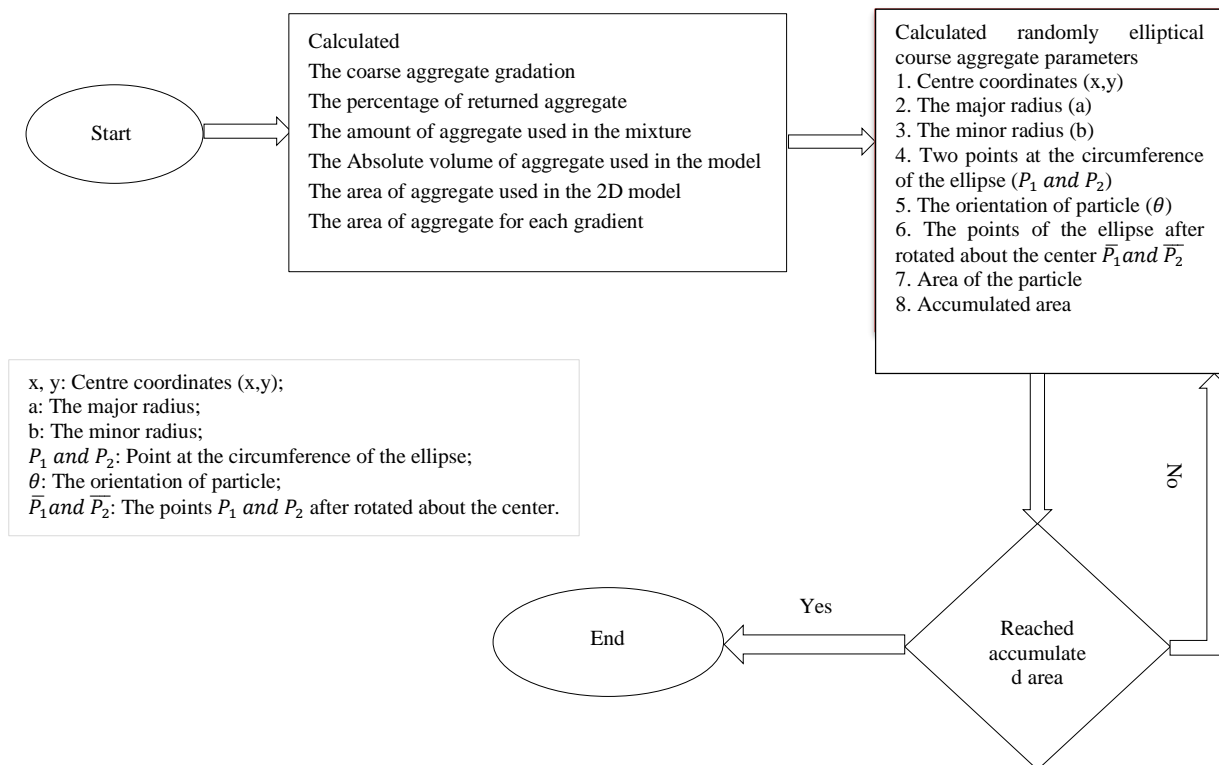 Start
Calculated
The coarse aggregate gradation
The percentage of returned aggregate
The amount of aggregate used in the mixture
The Absolute volume of aggregate used in the model
The area of aggregate used in the 2D model
The area of aggregate for each gradient
Calculated randomly elliptical
course aggregate parameters
1. Centre coordinates (x,y)
2. The major radius (a)
3. The minor radius (b)
4. Two points at the circumference
of the ellipse (P₁ and P₂)
5. The orientation of particle (θ)
6. The points of the ellipse after
rotated about the center P̅₁ and P̅₂
7. Area of the particle
8. Accumulated area
x, y: Centre coordinates (x,y);
a: The major radius;
b: The minor radius;
P₁ and P₂: Point at the circumference of the ellipse;
θ: The orientation of particle;
P̅₁ and P̅₂: The points P₁ and P₂ after rotated about the center.
No
Yes
End
Reached
accumulate
d area